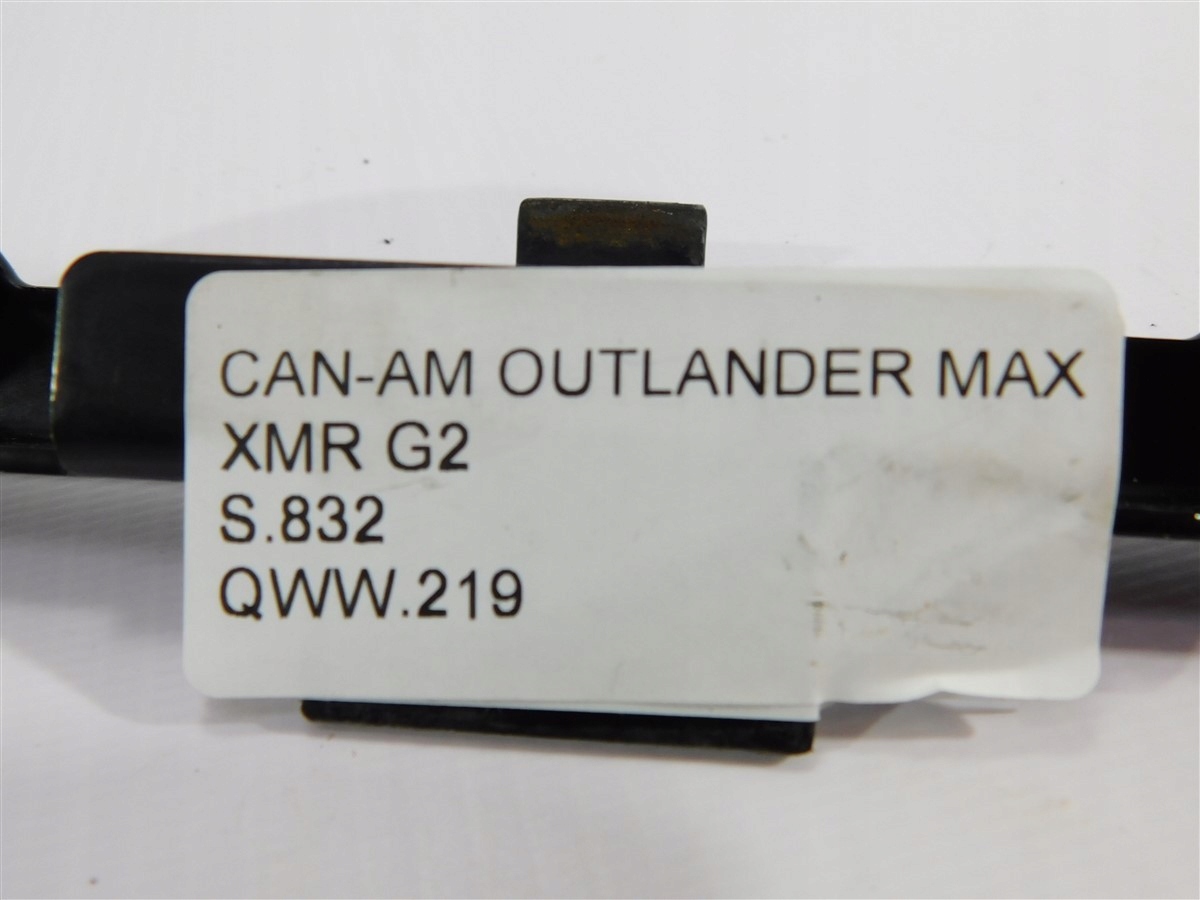 CAN-AM OUTLANDER MAX
XMR G2
S.832
QWW.219